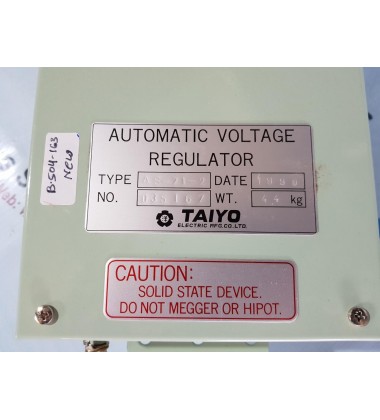 B-504-163
NEW
AUTOMATIC VOLTAGE
REGULATOR
TYPE DATE
NO. WT. kg
TAIYO
ELECTRIC MFG.CO.LTD.
CAUTION:
SOLID STATE DEVICE.
DO NOT MEGGER OR HIPOT.